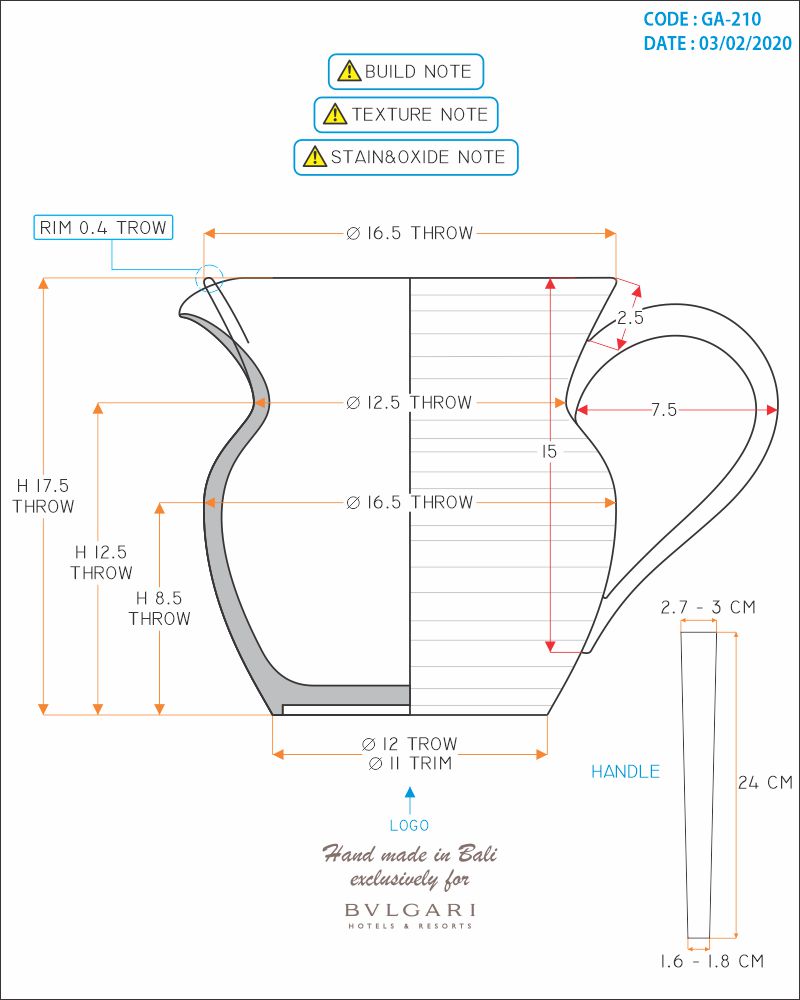 CODE : GA-210
DATE : 03/02/2020
BUILD NOTE
TEXTURE NOTE
STAIN&OXIDE NOTE
RIM 0.4 TROW
Ø 16.5 THROW
2.5
Ø 12.5 THROW
7.5
15
H 17.5
THROW
Ø 16.5 THROW
H 12.5
THROW
H 8.5
THROW
2.7 - 3 CM
Ø 12 TROW
Ø 11 TRIM
HANDLE
24 CM
LOGO
Hand made in Bali
exclusively for
BVLGARI
HOTELS & RESORTS
1.6 - 1.8 CM